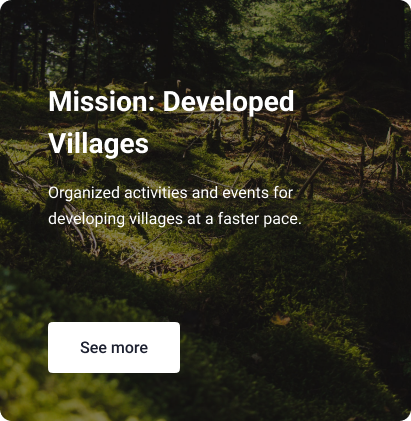 Mission: Developed
Villages
Organized activities and events for
developing villages at a faster pace.
See more